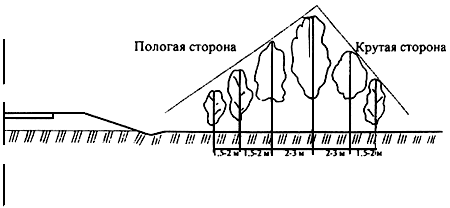 Пологая сторона
Крутая сторона
1,5-2 м 1,5-2 м 2-3 м 2-3 м 1,5-2 м